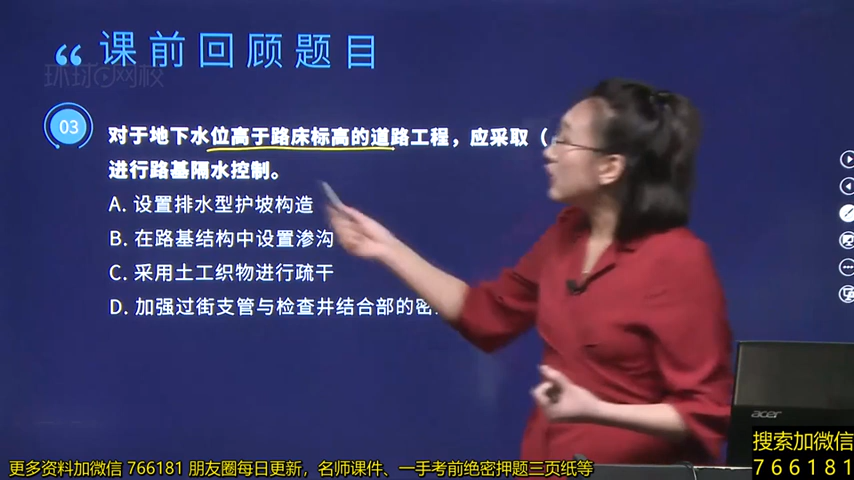 “ 课前回顾题目
环球网校
03
对于地下水位高于路床标高的道路工程，应采取（
进行路基隔水控制。
A. 设置排水型护坡构造
B. 在路基结构中设置渗沟
C. 采用土工织物进行疏干
D. 加强过街支管与检查井结合部的密
acer
搜索加微信
766181
更多资料加微信 766181 朋友圈每日更新，名师课件、一手考前绝密押题三页纸等